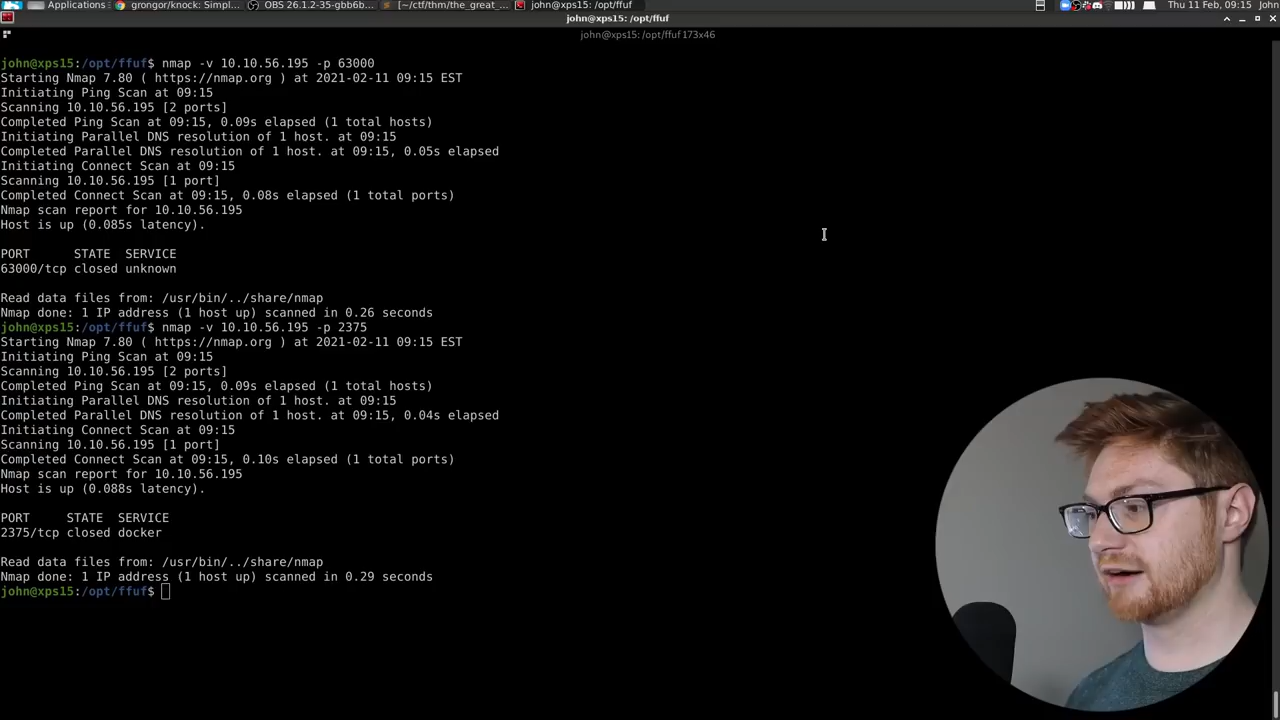 Applications
grongor/knock: Simpl...
OBS 26.1.2-35-gbb6b...
[~/ctf/thm/the_great_...
john@xps15: /opt/ffuf
Thu 11 Feb, 09:15
John
john@xps15: /opt/ffuf
john@xps15: /opt/ffuf 173x46
john@xps15:/opt/ffuf$ nmap -v 10.10.56.195 -p 63000
Starting Nmap 7.80 ( https://nmap.org ) at 2021-02-11 09:15 EST
Initiating Ping Scan at 09:15
Scanning 10.10.56.195 [2 ports]
Completed Ping Scan at 09:15, 0.09s elapsed (1 total hosts)
Initiating Parallel DNS resolution of 1 host. at 09:15
Completed Parallel DNS resolution of 1 host. at 09:15, 0.05s elapsed
Initiating Connect Scan at 09:15
Scanning 10.10.56.195 [1 port]
Completed Connect Scan at 09:15, 0.08s elapsed (1 total ports)
Nmap scan report for 10.10.56.195
Host is up (0.085s latency).
PORT STATE SERVICE
63000/tcp closed unknown
Read data files from: /usr/bin/../share/nmap
Nmap done: 1 IP address (1 host up) scanned in 0.26 seconds
john@xps15:/opt/ffuf$ nmap -v 10.10.56.195 -p 2375
Starting Nmap 7.80 ( https://nmap.org ) at 2021-02-11 09:15 EST
Initiating Ping Scan at 09:15
Scanning 10.10.56.195 [2 ports]
Completed Ping Scan at 09:15, 0.09s elapsed (1 total hosts)
Initiating Parallel DNS resolution of 1 host. at 09:15
Completed Parallel DNS resolution of 1 host. at 09:15, 0.04s elapsed
Initiating Connect Scan at 09:15
Scanning 10.10.56.195 [1 port]
Completed Connect Scan at 09:15, 0.10s elapsed (1 total ports)
Nmap scan report for 10.10.56.195
Host is up (0.088s latency).
PORT STATE SERVICE
2375/tcp closed docker
Read data files from: /usr/bin/../share/nmap
Nmap done: 1 IP address (1 host up) scanned in 0.29 seconds
john@xps15:/opt/ffuf$